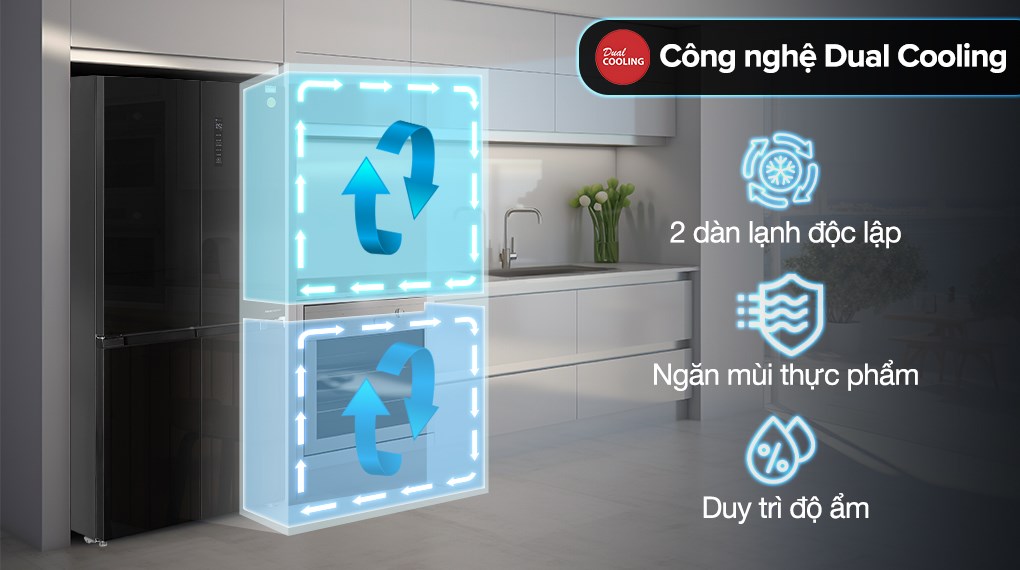 Dual
COOLING
Công nghệ Dual Cooling
2 dàn lạnh độc lập
Ngăn mùi thực phẩm
Duy trì độ ẩm